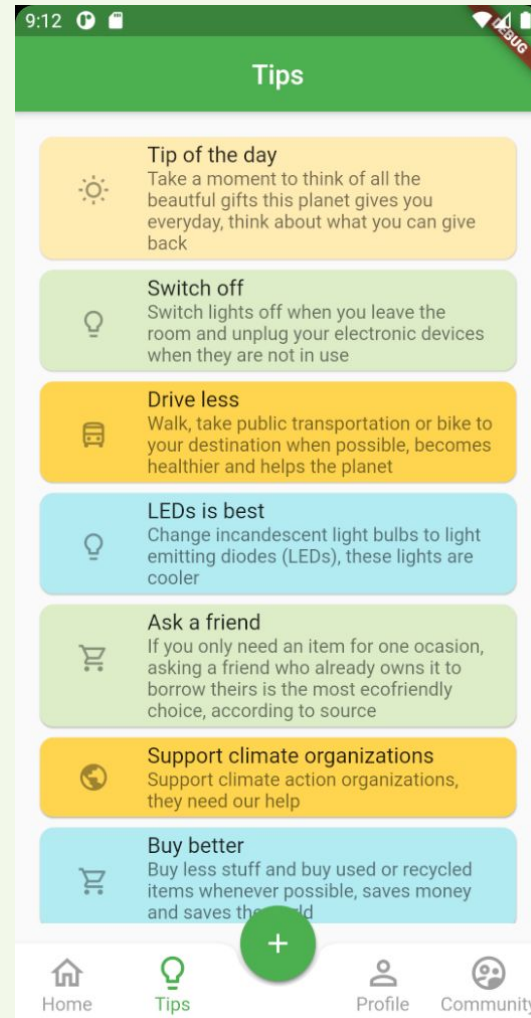 9:12
DEBUG
Tips
Tip of the day
Take a moment to think of all the
beautful gifts this planet gives you
everyday, think about what you can give
back
Switch off
Switch lights off when you leave the
room and unplug your electronic devices
when they are not in use
Drive less
Walk, take public transportation or bike to
your destination when possible, becomes
healthier and helps the planet
LEDs is best
Change incandescent light bulbs to light
emitting diodes (LEDs), these lights are
cooler
Ask a friend
If you only need an item for one ocasion,
asking a friend who already owns it to
borrow theirs is the most ecofriendly
choice, according to source
Support climate organizations
Support climate action organizations,
they need our help
Buy better
Buy less stuff and buy used or recycled
items whenever possible, saves money
and saves
+
Home
Tips
Profile
Community